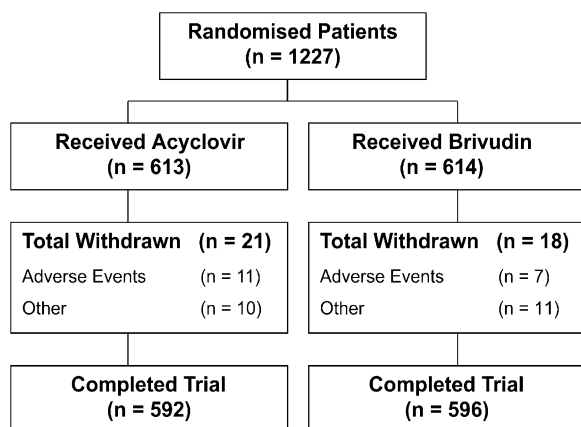 Randomised Patients
(n = 1227)
Received Acyclovir
(n = 613)
Received Brivudin
(n = 614)
Total Withdrawn (n = 21)
Adverse Events (n = 11)
Other (n = 10)
Total Withdrawn (n = 18)
Adverse Events (n = 7)
Other (n = 11)
Completed Trial
(n = 592)
Completed Trial
(n = 596)